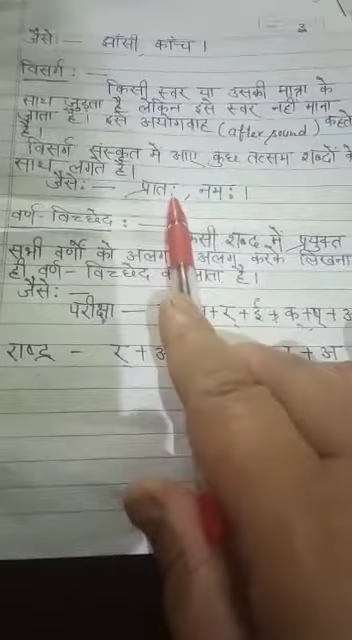 3
जैसे:— झाँसी, काँच ।
विसर्ग:—
किसी स्वर या उसकी मात्रा के
साथ जुड़ता है लेकिन इसे स्वर नहीं माना
जाता है। इसे अयोगवाह (after sound) कहते
है।
विसर्ग संस्कृत में आए कुछ तत्सम शब्दों के
साथ लगते है।
जैसे:— प्रात:, नम: ।
वर्ण-विच्छेद: — किसी शब्द में प्रयुक्त
सभी वर्णों को अलग अलग करके लिखना
ही वर्ण-विच्छेद जाता है।
जैसे:—
परीक्षा — + र् + ई + क् + ष् +
राष्ट्र - र् + + अ